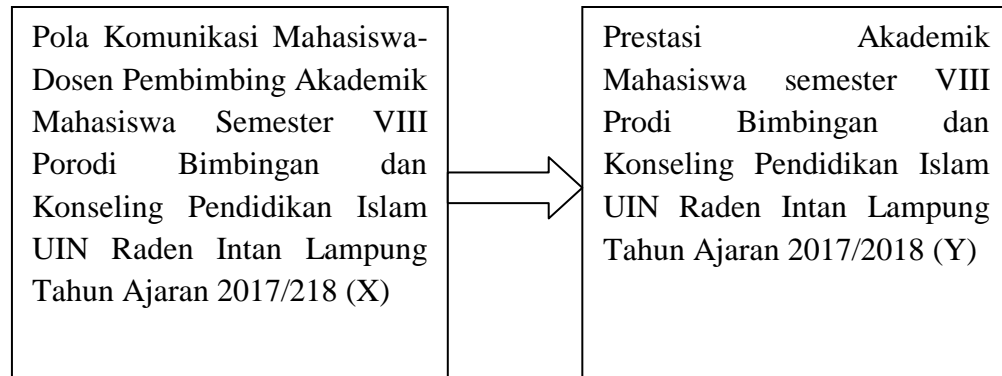 Pola Komunikasi Mahasiswa-
Dosen Pembimbing Akademik
Mahasiswa Semester VIII
Porodi Bimbingan dan
Konseling Pendidikan Islam
UIN Raden Intan Lampung
Tahun Ajaran 2017/218 (X)
Prestasi Akademik
Mahasiswa semester VIII
Prodi Bimbingan dan
Konseling Pendidikan Islam
UIN Raden Intan Lampung
Tahun Ajaran 2017/2018 (Y)